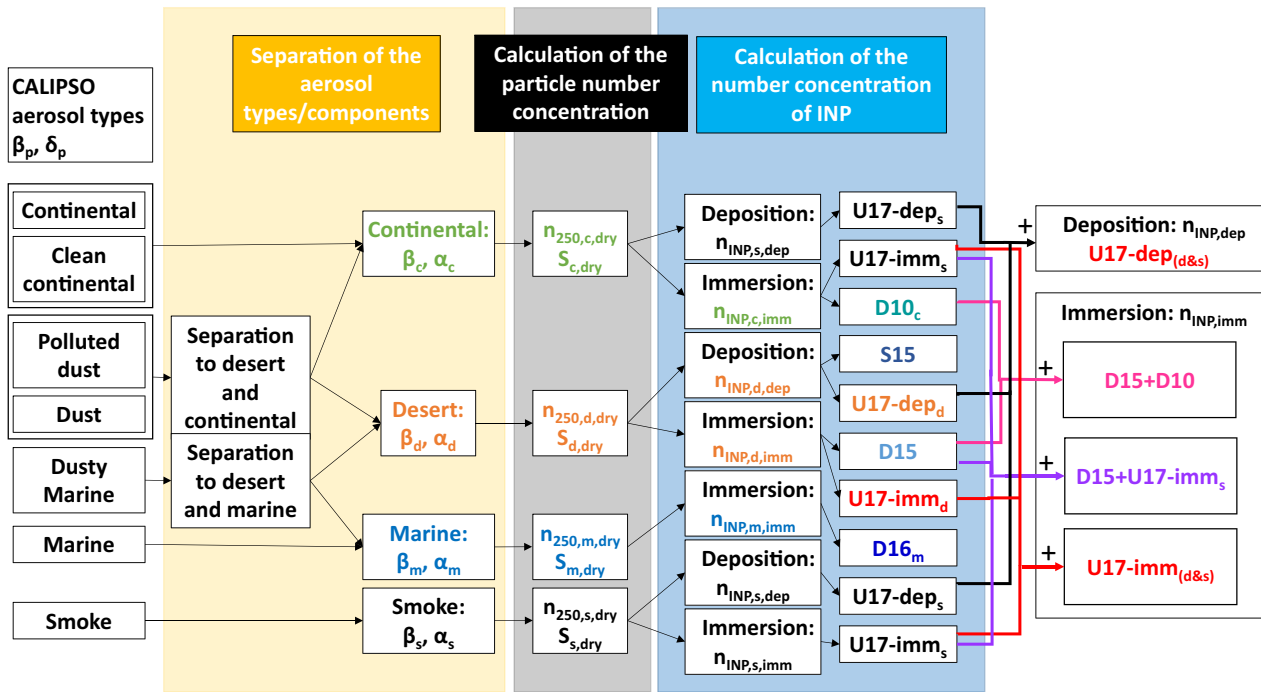 CALIPSO
aerosol types
βp, δp
Separation of the
aerosol
types/components
Calculation of the
particle number
concentration
Calculation of the
number concentration
of INP
Continental
Clean
continental
Polluted
dust
Dust
Dusty
Marine
Marine
Smoke
Separation
to desert
and
continental
Separation
to desert
and marine
Continental:
βc, αc
Desert:
βd, αd
Marine:
βm, αm
Smoke:
βs, αs
n250,c,dry
Sc,dry
n250,d,dry
Sd,dry
n250,m,dry
Sm,dry
n250,s,dry
Ss,dry
Deposition:
nINP,s,dep
Immersion:
nINP,c,imm
Deposition:
nINP,d,dep
Immersion:
nINP,d,imm
Immersion:
nINP,m,imm
Deposition:
nINP,s,dep
Immersion:
nINP,s,imm
U17-deps
U17-imms
D10c
S15
U17-depd
D15
U17-immd
D16m
U17-deps
U17-imms
+
Deposition: nINP,dep
U17-dep(d&s)
Immersion: nINP,imm
+
D15+D10
+
D15+U17-imms
+
U17-imm(d&s)